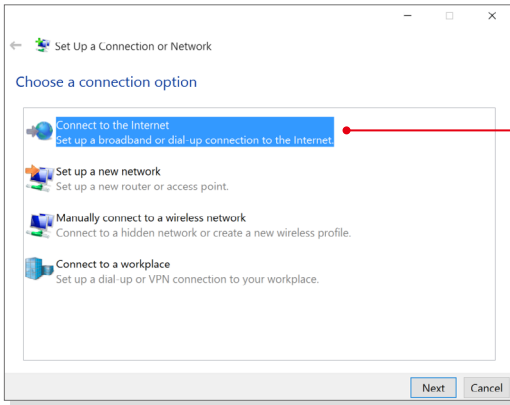 Set Up a Connection or Network
Choose a connection option
Connect to the Internet
Set up a broadband or dial-up connection to the Internet.
Set up a new network
Set up a new router or access point.
Manually connect to a wireless network
Connect to a hidden network or create a new wireless profile.
Connect to a workplace
Set up a dial-up or VPN connection to your workplace.
Next Cancel